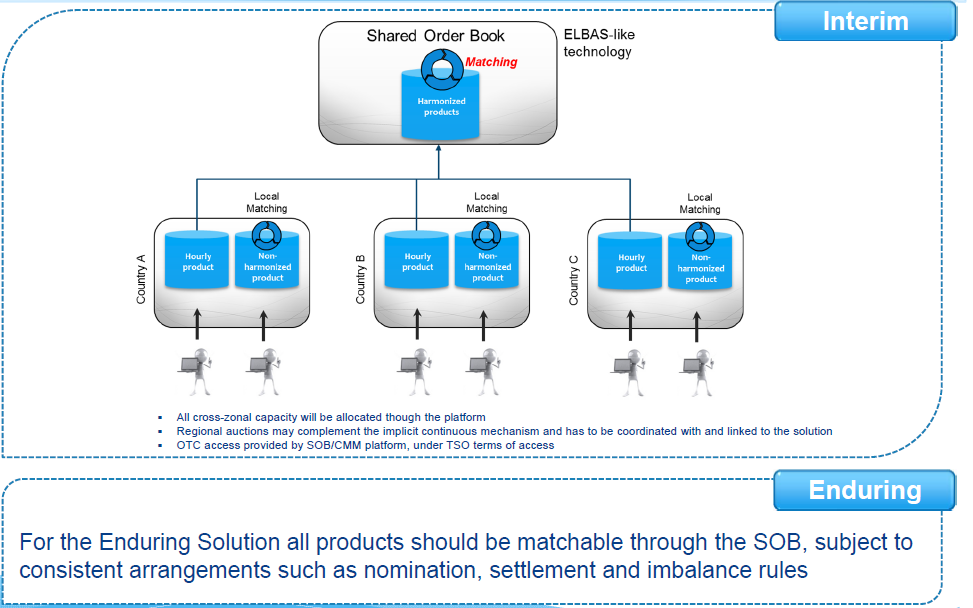 Interim
Shared Order Book
ELBAS-like
technology
Matching
Harmonized
products
Local
Matching
Local
Matching
Local
Matching
Country A
Hourly
product
Non-
harmonized
product
Country B
Hourly
product
Non-
harmonized
product
Country C
Hourly
product
Non-
harmonized
product
▪ All cross-zonal capacity will be allocated though the platform
▪ Regional auctions may complement the implicit continuous mechanism and has to be coordinated with and linked to the solution
▪ OTC access provided by SOB/CMM platform, under TSO terms of access
Enduring
For the Enduring Solution all products should be matchable through the SOB, subject to
consistent arrangements such as nomination, settlement and imbalance rules